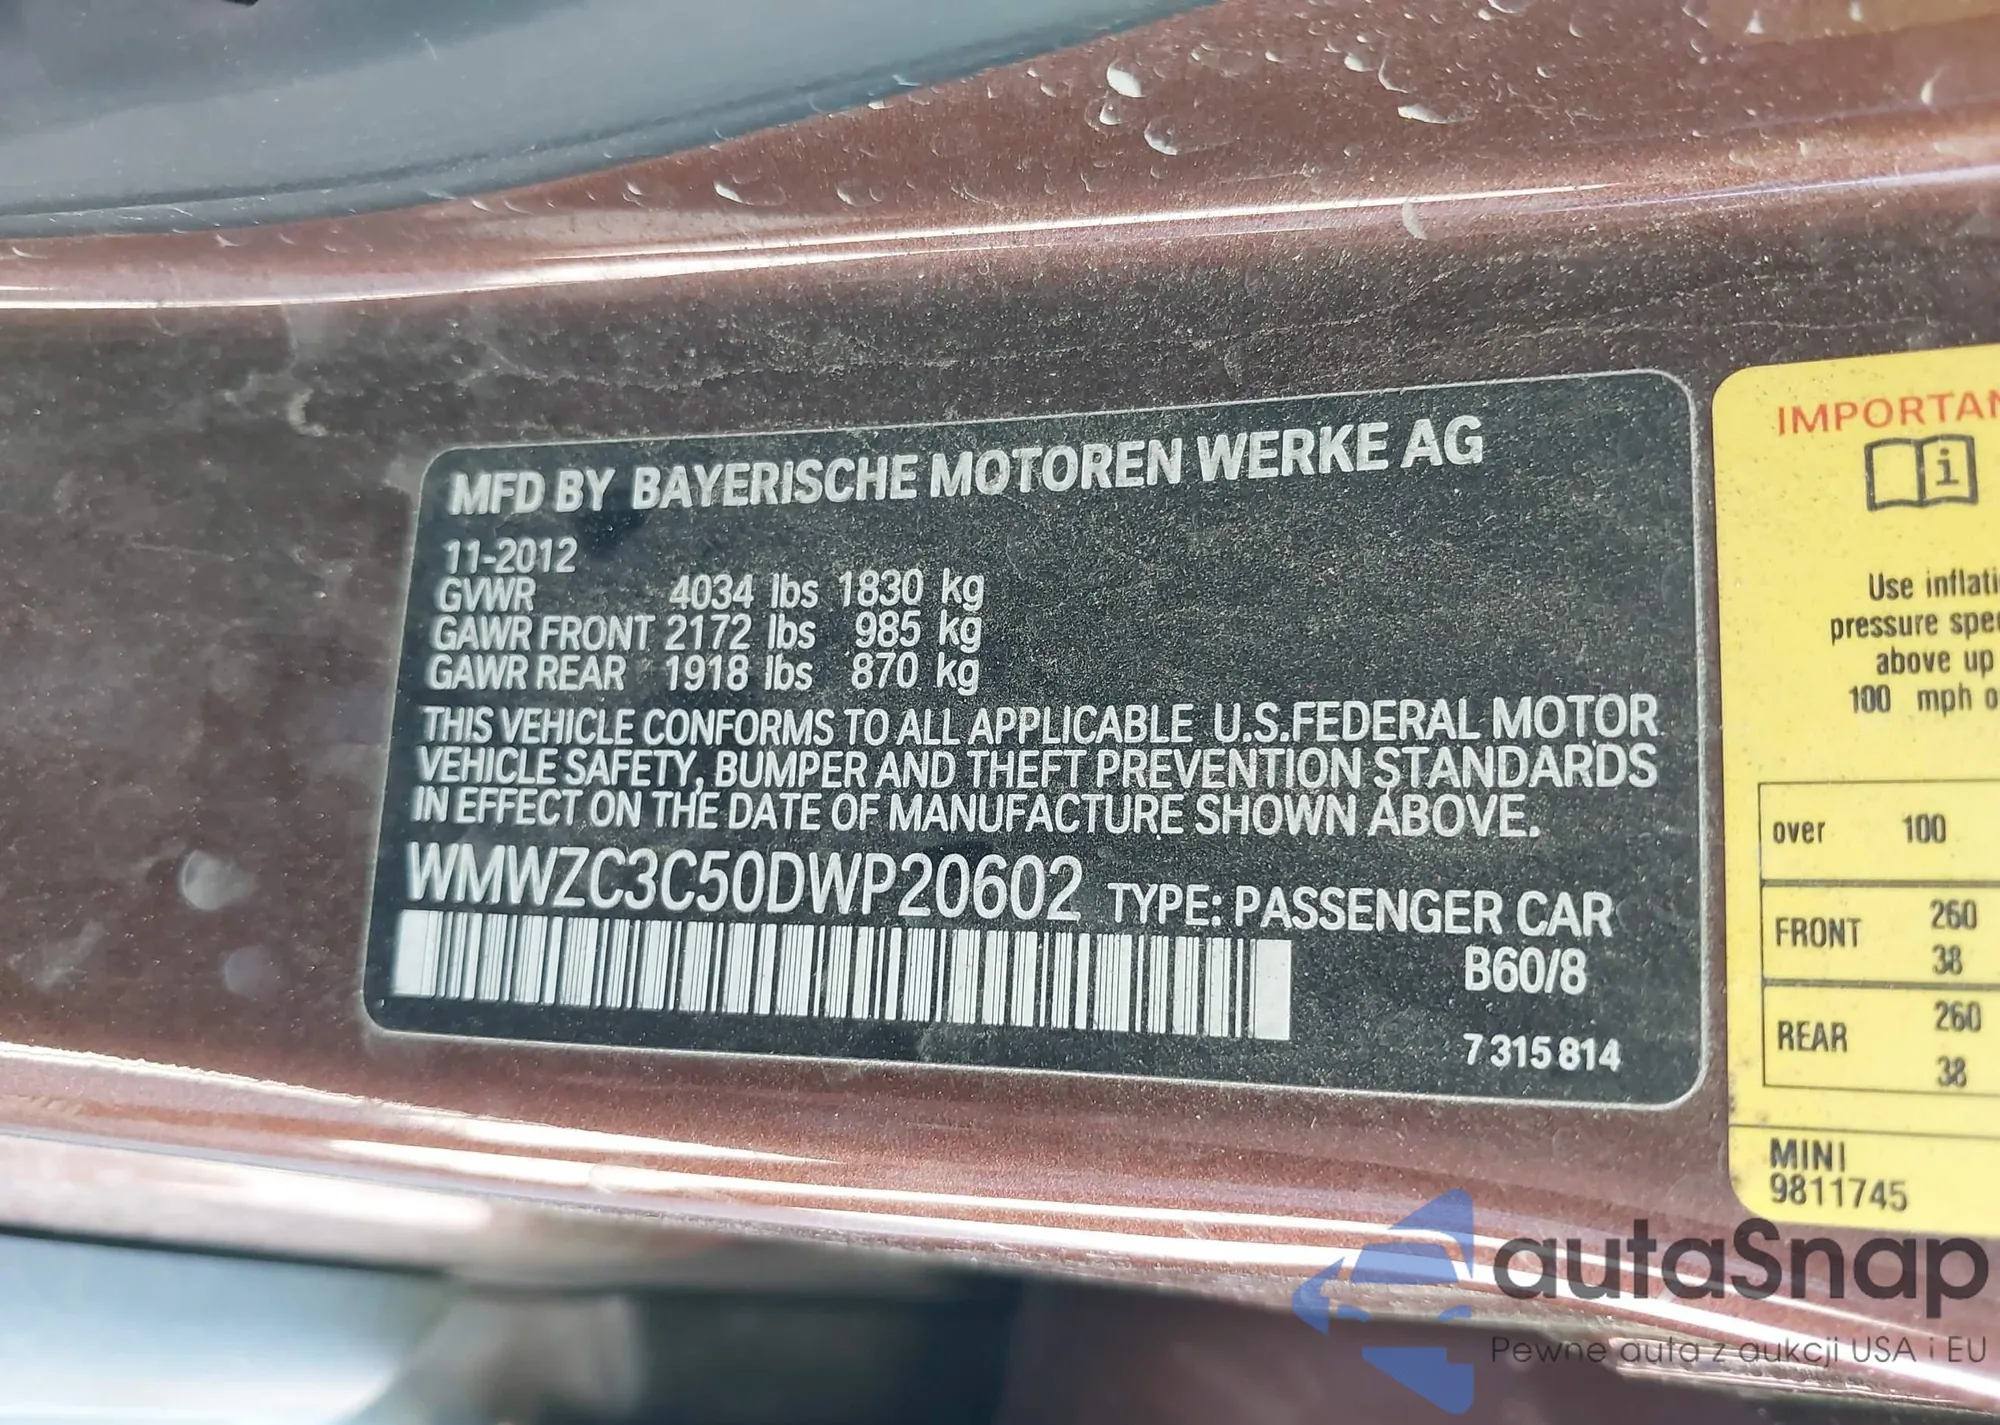 MFD BY BAYERISCHE MOTOREN WERKE AG
11-2012
GVWR 4034 lbs 1830 kg
GAWR FRONT 2172 lbs 985 kg
GAWR REAR 1918 lbs 870 kg
THIS VEHICLE CONFORMS TO ALL APPLICABLE U.S.FEDERAL MOTOR
VEHICLE SAFETY, BUMPER AND THEFT PREVENTION STANDARDS
IN EFFECT ON THE DATE OF MANUFACTURE SHOWN ABOVE.
WMWZC3C50DWP20602 TYPE: PASSENGER CAR
B60/8
7 315 814
IMPORTAN
i
Use inflati
pressure spe
above up
100 mph o
over 100
FRONT 260
38
REAR 260
38
MINI
9811745
autaSnap
Pewne auta z aukcji USA i EU